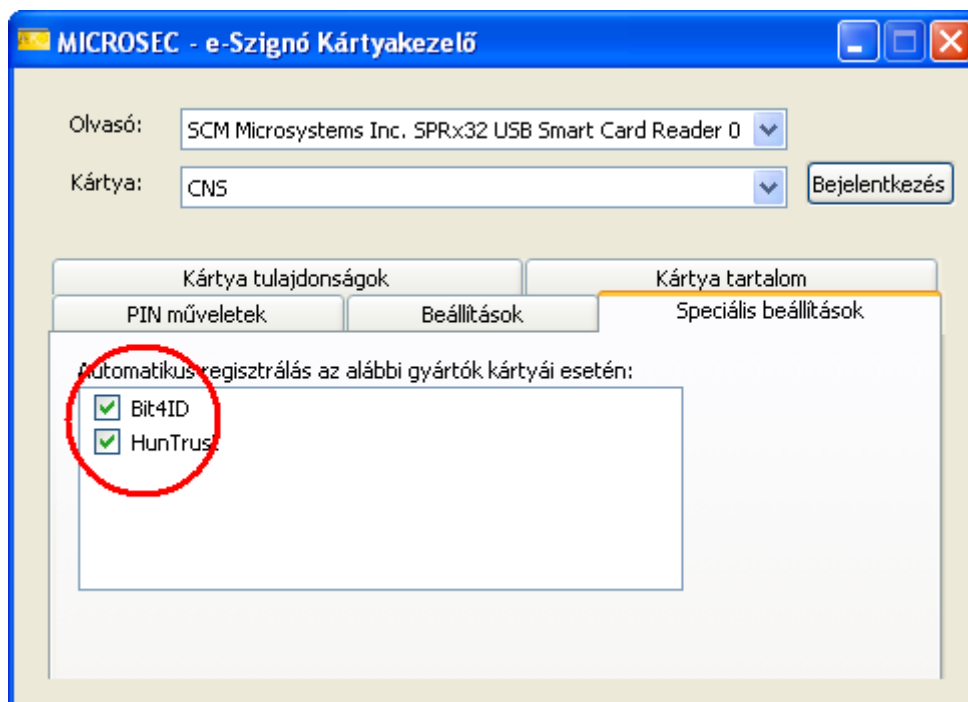 MICROSEC - e-Szignó Kártyakezelő
Olvasó: SCM Microsystems Inc. SPRx32 USB Smart Card Reader 0
Kártya: CNS Bejelentkezés
Kártya tulajdonságok Kártya tartalom
PIN műveletek Beállítások Speciális beállítások
Automatikus regisztrálás az alábbi gyártók kártyái esetén:
Bit4ID
HunTrust